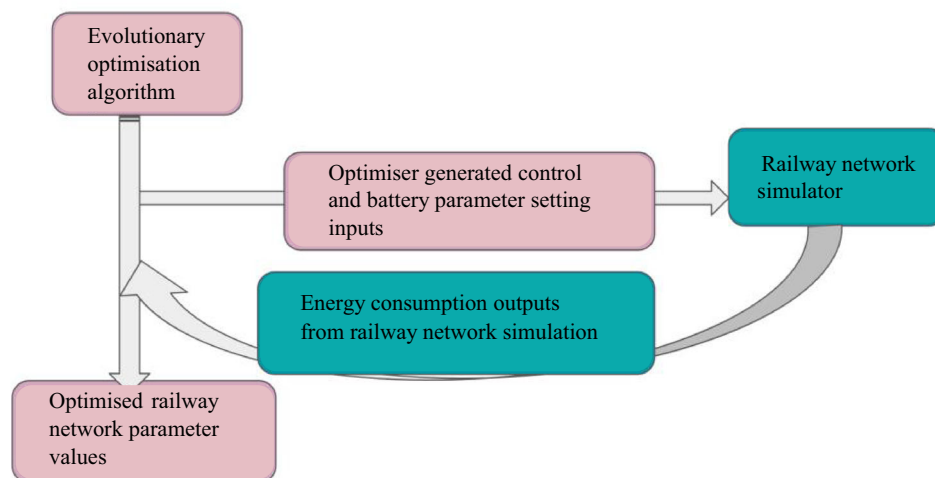 Evolutionary
optimisation
algorithm
Optimiser generated control
and battery parameter setting
inputs
Railway network
simulator
Energy consumption outputs
from railway network simulation
Optimised railway
network parameter
values